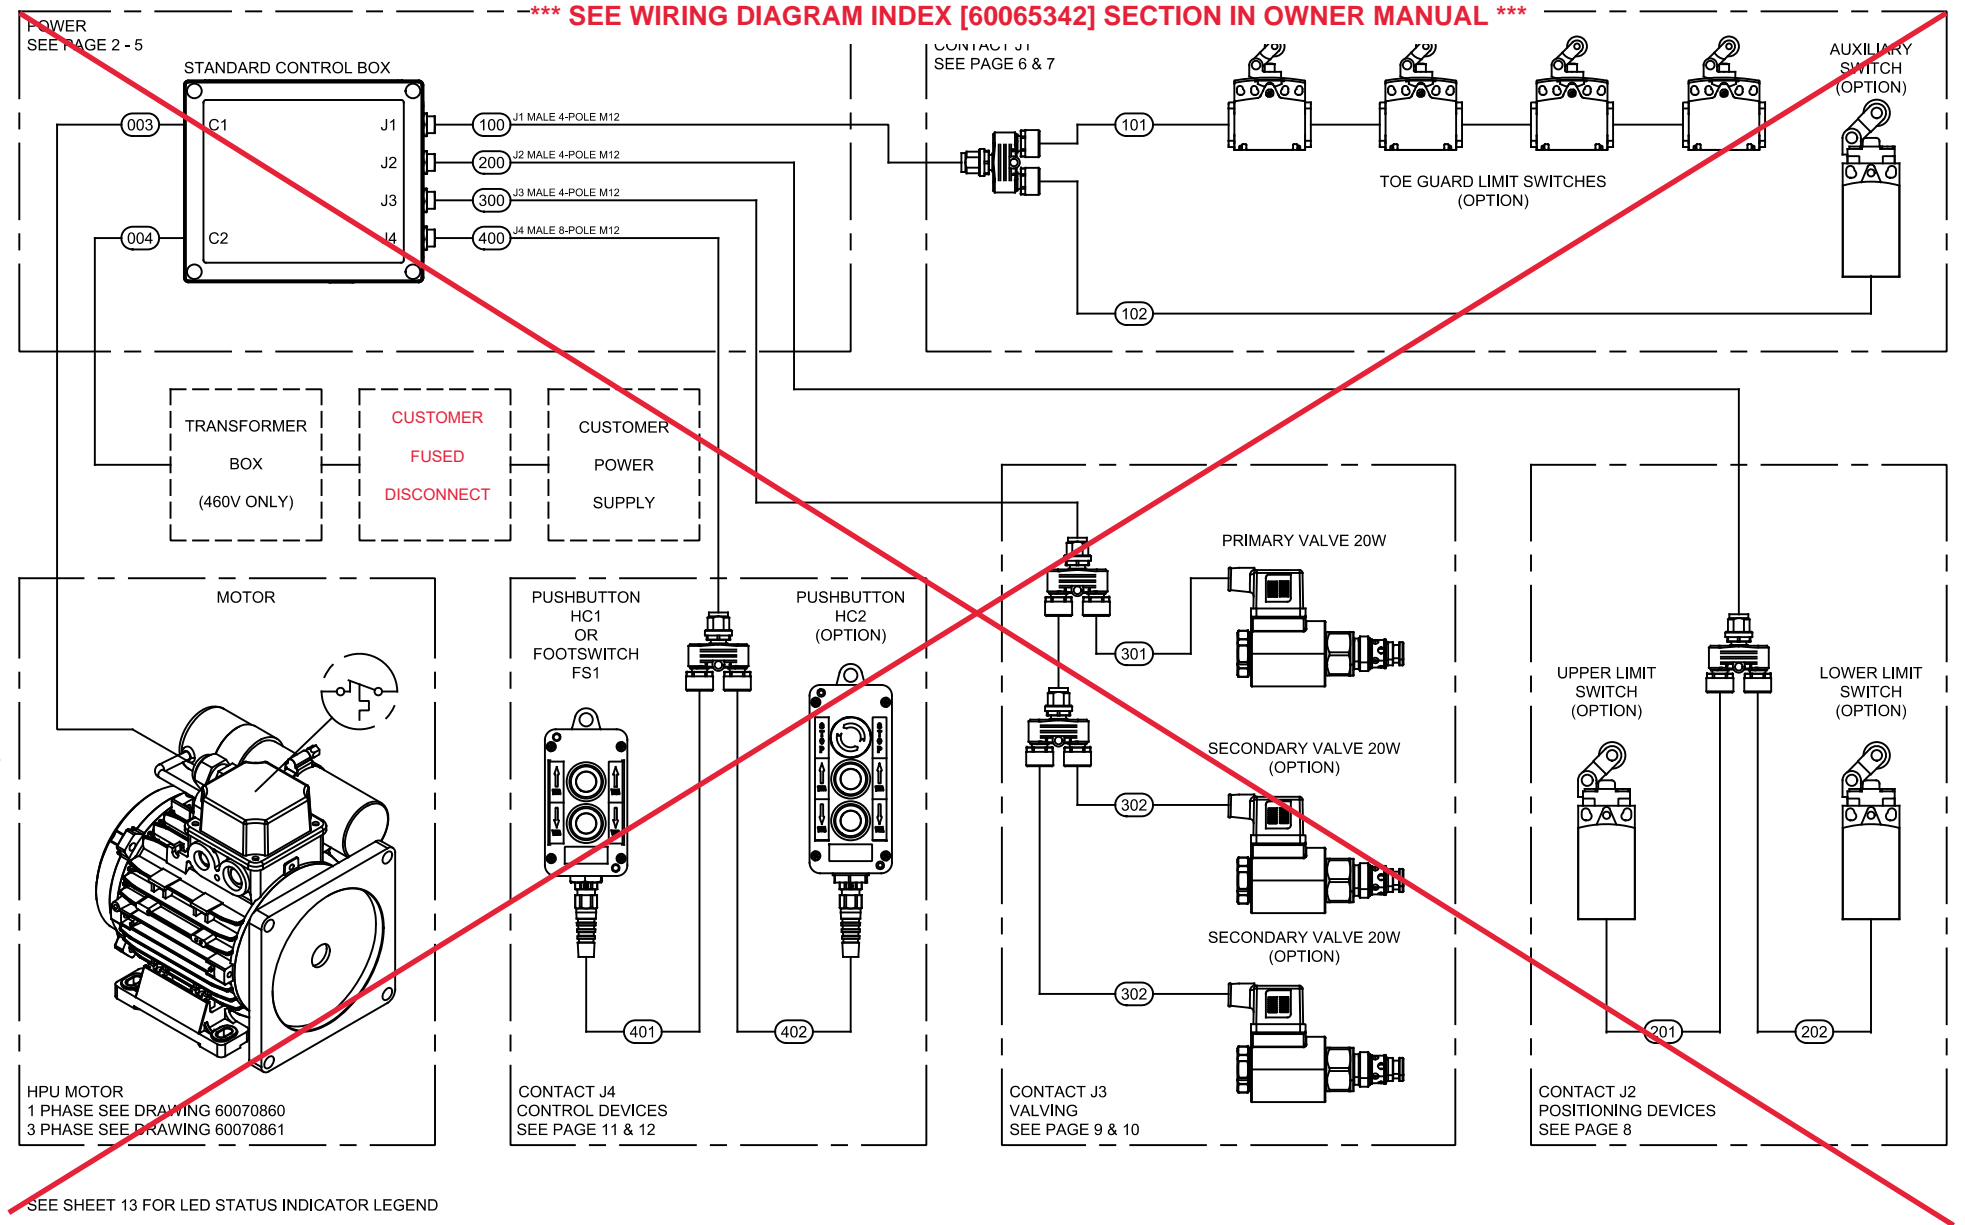 *** SEE WIRING DIAGRAM INDEX [60065342] SECTION IN OWNER MANUAL ***
POWER
SEE PAGE 2 - 5
STANDARD CONTROL BOX
003
004
C1
C2
J1
J2
J3
J4
100
200
300
400
J1 MALE 4-POLE M12
J2 MALE 4-POLE M12
J3 MALE 4-POLE M12
J4 MALE 8-POLE M12
CONTACT J1
SEE PAGE 6 & 7
101
102
TOE GUARD LIMIT SWITCHES
(OPTION)
AUXILIARY
SWITCH
(OPTION)
TRANSFORMER
BOX
(460V ONLY)
CUSTOMER
FUSED
DISCONNECT
CUSTOMER
POWER
SUPPLY
MOTOR
HPU MOTOR
1 PHASE SEE DRAWING 60070860
3 PHASE SEE DRAWING 60070861
PUSHBUTTON
HC1
OR
FOOTSWITCH
FS1
PUSHBUTTON
HC2
(OPTION)
STOP
STOP
401
402
CONTACT J4
CONTROL DEVICES
SEE PAGE 11 & 12
PRIMARY VALVE 20W
301
SECONDARY VALVE 20W
(OPTION)
302
SECONDARY VALVE 20W
(OPTION)
302
CONTACT J3
VALVING
SEE PAGE 9 & 10
UPPER LIMIT
SWITCH
(OPTION)
LOWER LIMIT
SWITCH
(OPTION)
201
202
CONTACT J2
POSITIONING DEVICES
SEE PAGE 8
SEE SHEET 13 FOR LED STATUS INDICATOR LEGEND